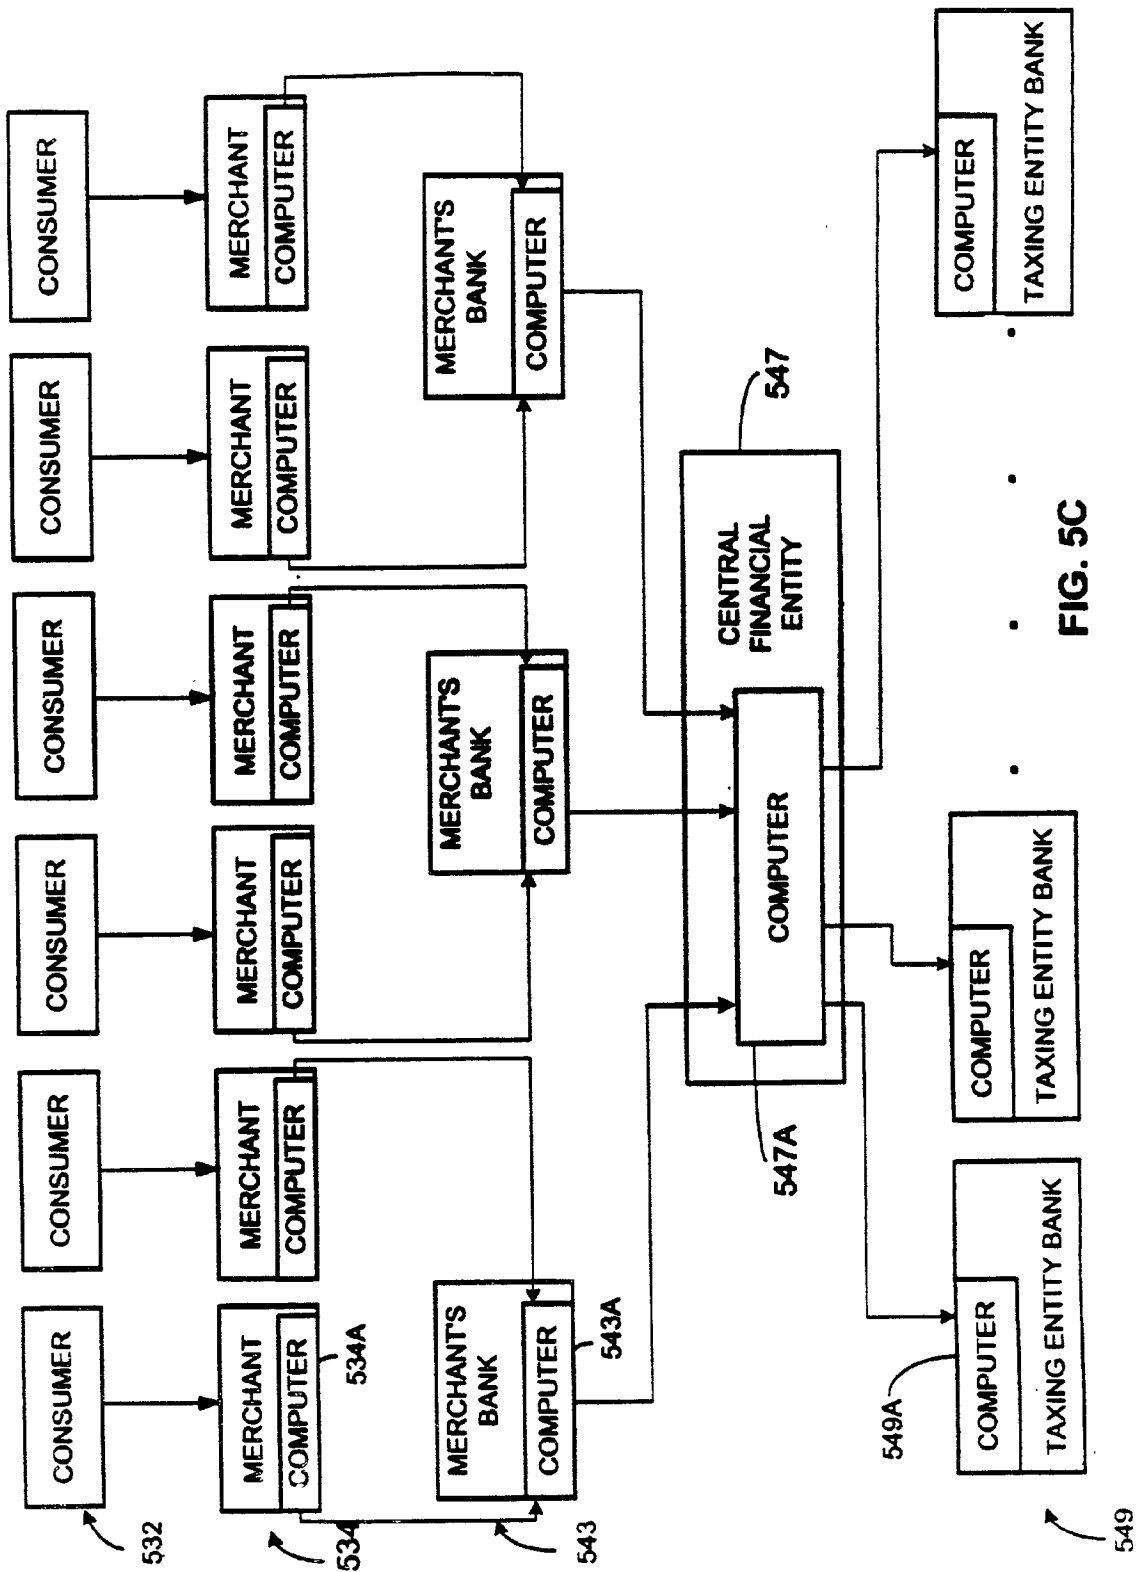 CONSUMER
CONSUMER
CONSUMER
CONSUMER
CONSUMER
CONSUMER
532
MERCHANT
COMPUTER
MERCHANT
COMPUTER
MERCHANT
COMPUTER
MERCHANT
COMPUTER
MERCHANT
COMPUTER
MERCHANT
COMPUTER
534
534A
MERCHANT'S
BANK
COMPUTER
MERCHANT'S
BANK
COMPUTER
MERCHANT'S
BANK
COMPUTER
543
543A
CENTRAL
FINANCIAL
ENTITY
COMPUTER
547
547A
549A
COMPUTER
TAXING ENTITY BANK
COMPUTER
TAXING ENTITY BANK
COMPUTER
TAXING ENTITY BANK
549
FIG. 5C